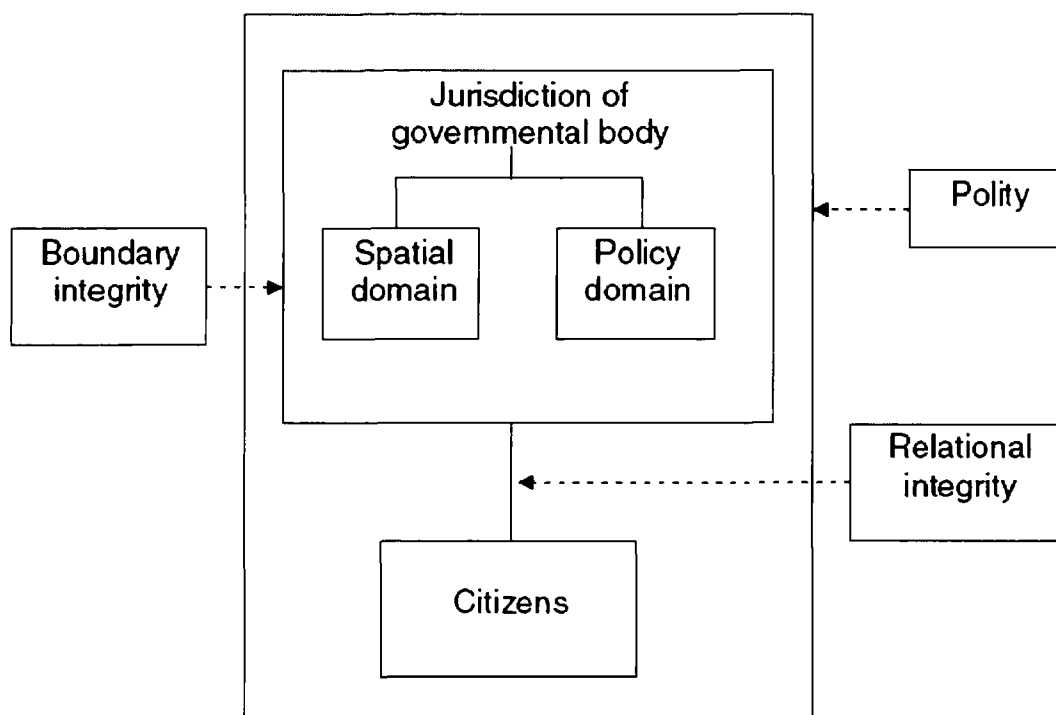 Jurisdiction of
governmental body
Polity
Boundary
integrity
Spatial
domain
Policy
domain
Relational
integrity
Citizens